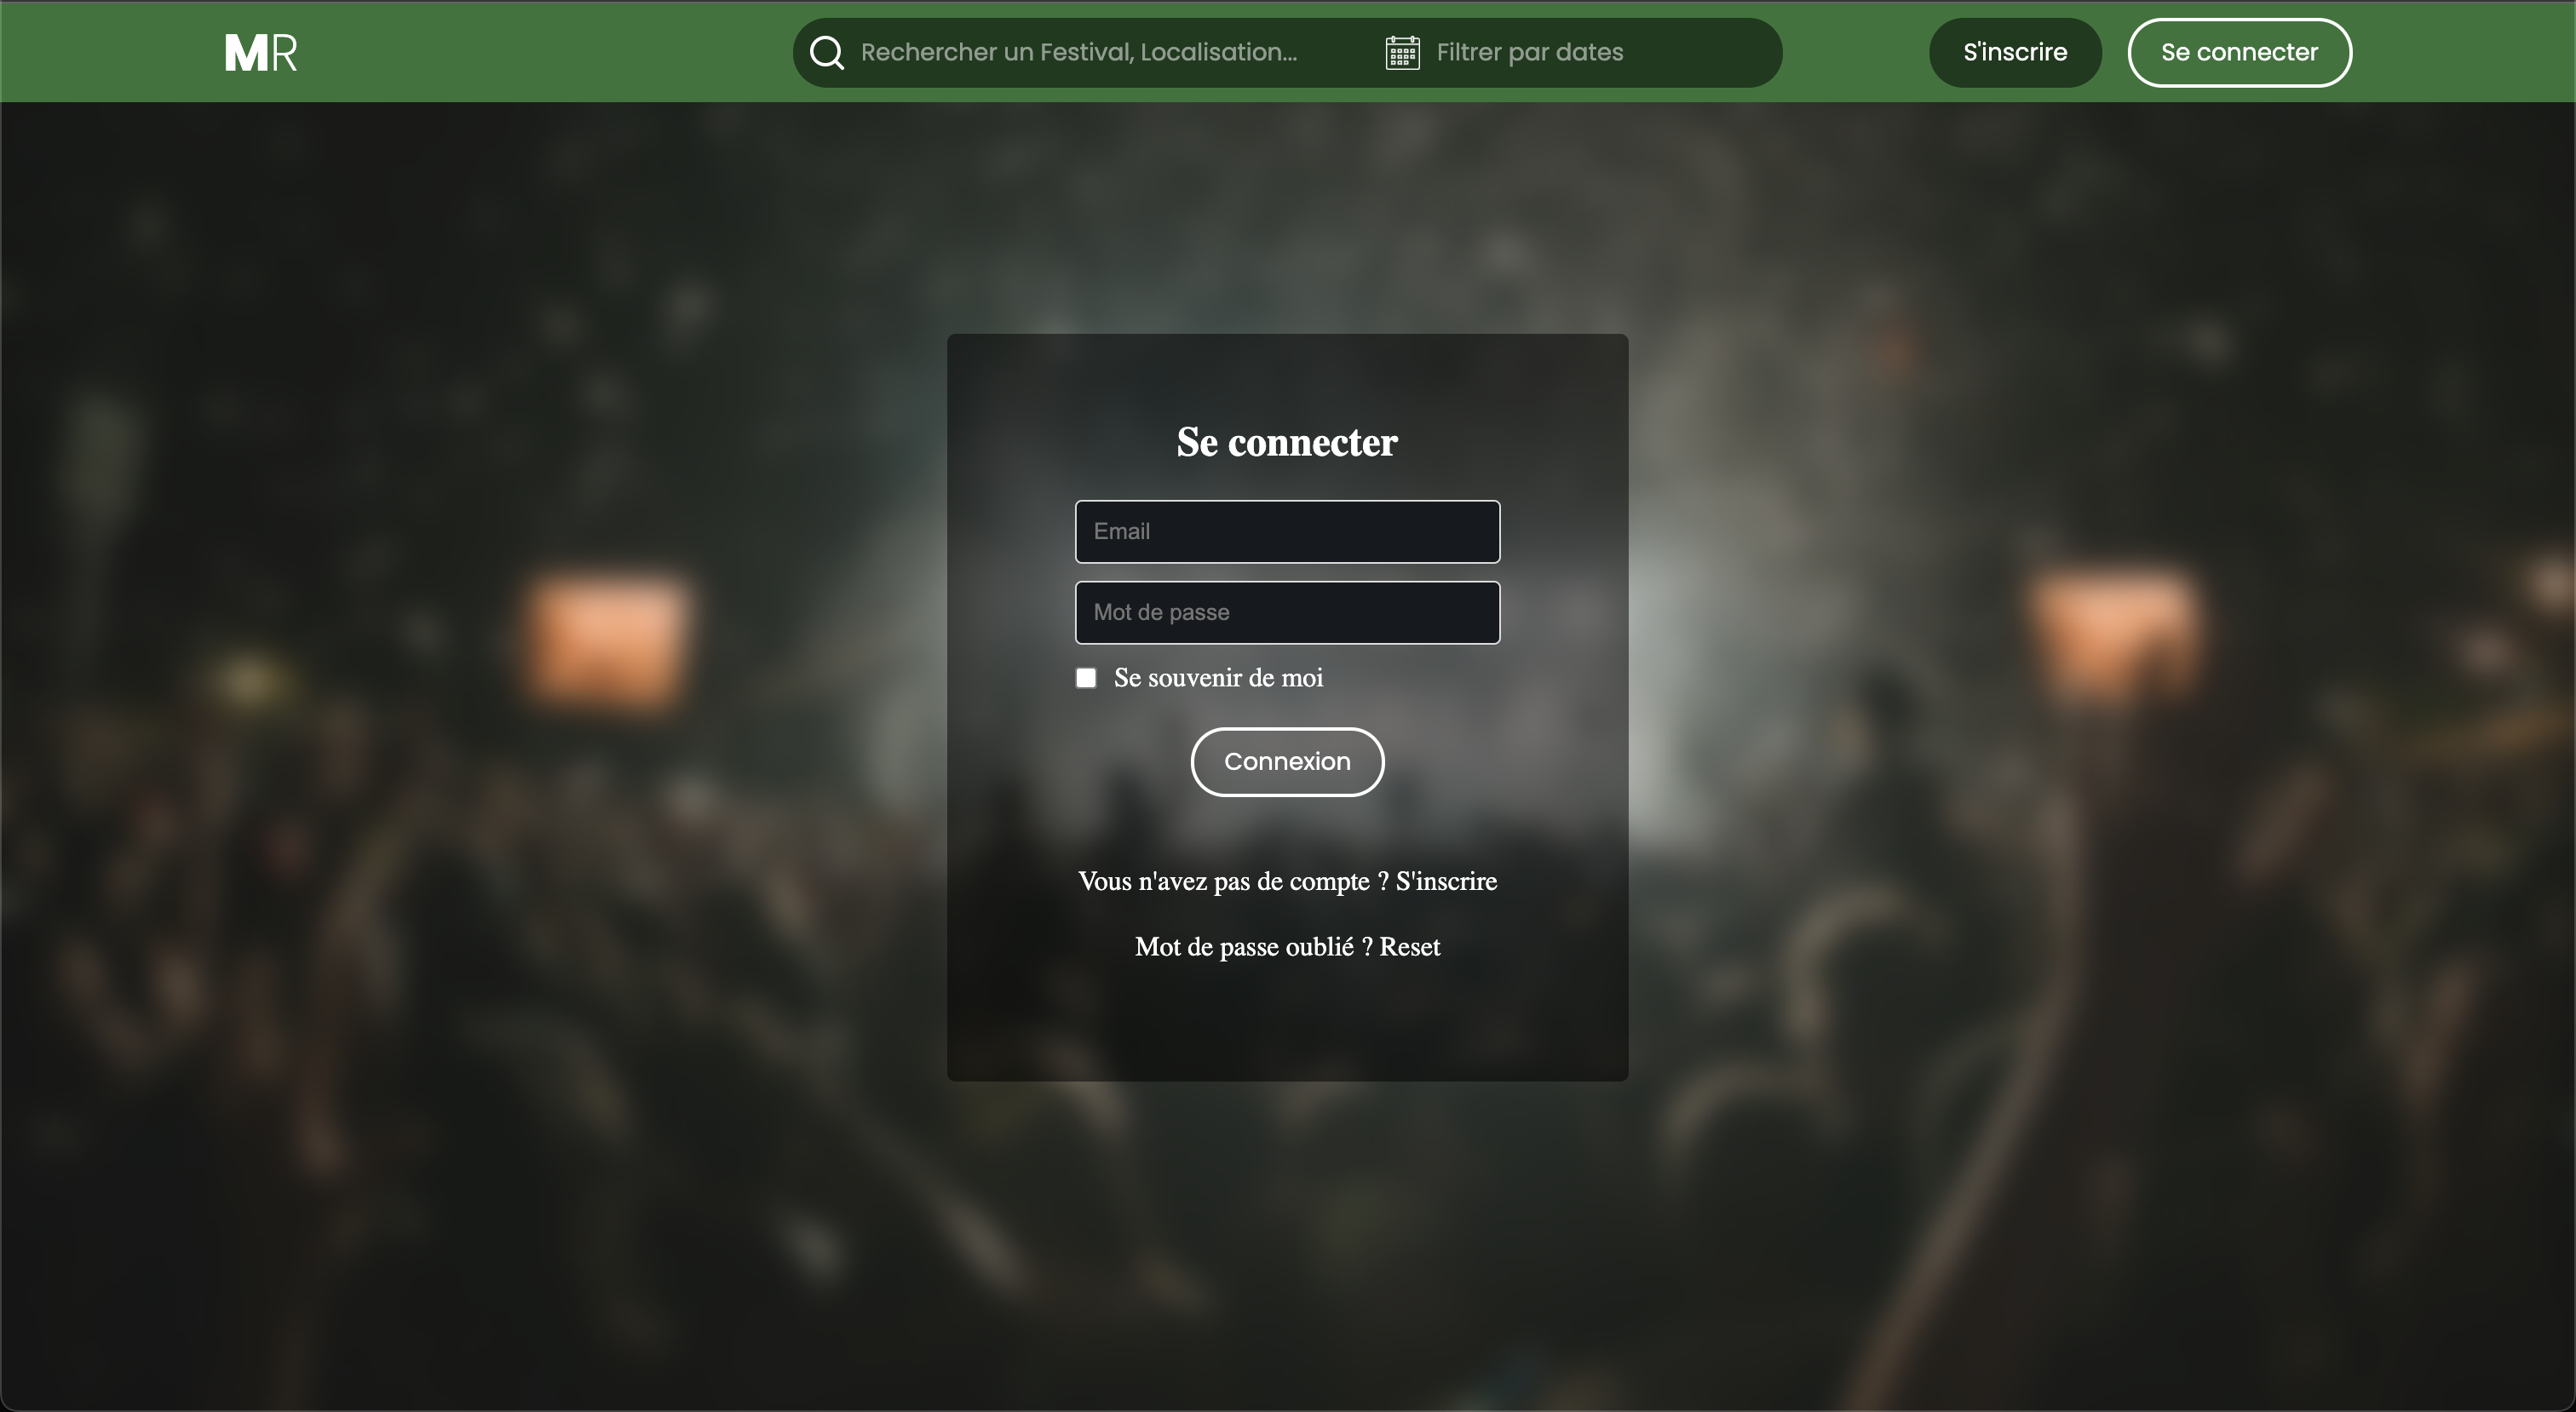 MR
Rechercher un Festival, Localisation...
Filtrer par dates
S'inscrire
Se connecter
Se connecter
Email
Mot de passe
Se souvenir de moi
Connexion
Vous n'avez pas de compte ? S'inscrire
Mot de passe oublié ? Reset